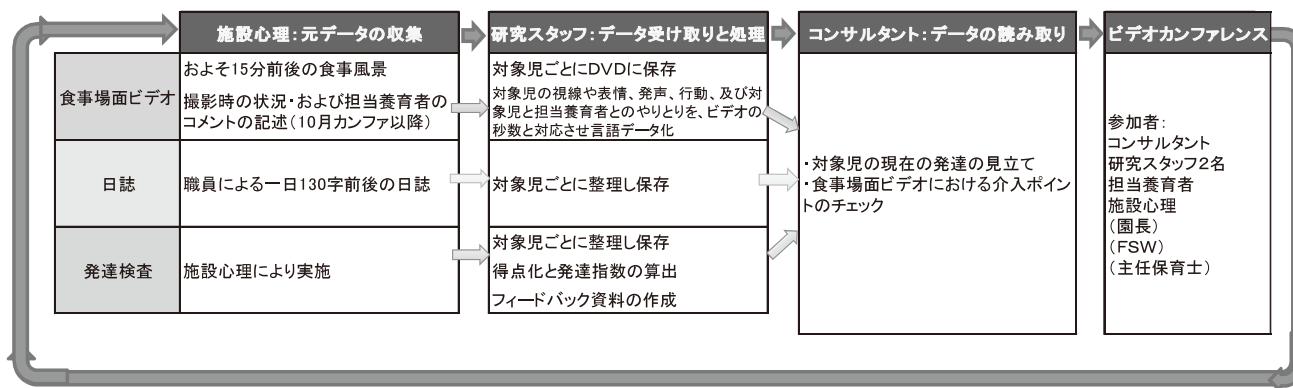 施設心理:元データの収集
研究スタッフ:データ受け取りと処理
コンサルタント:データの読み取り
ビデオカンファレンス
食事場面ビデオ
およそ15分前後の食事風景
撮影時の状況・および担当養育者の
コメントの記述(10月カンファ以降)
対象児ごとにDVDに保存
対象児の視線や表情、発声、行動、及び対
象児と担当養育者とのやりとりを、ビデオの
秒数と対応させ言語データ化
日誌
職員による一日130字前後の日誌
対象児ごとに整理し保存
発達検査
施設心理により実施
対象児ごとに整理し保存
得点化と発達指数の算出
フィードバック資料の作成
・対象児の現在の発達の見立て
・食事場面ビデオにおける介入ポイン
トのチェック
参加者:
コンサルタント
研究スタッフ2名
担当養育者
施設心理
(園長)
(FSW)
(主任保育士)